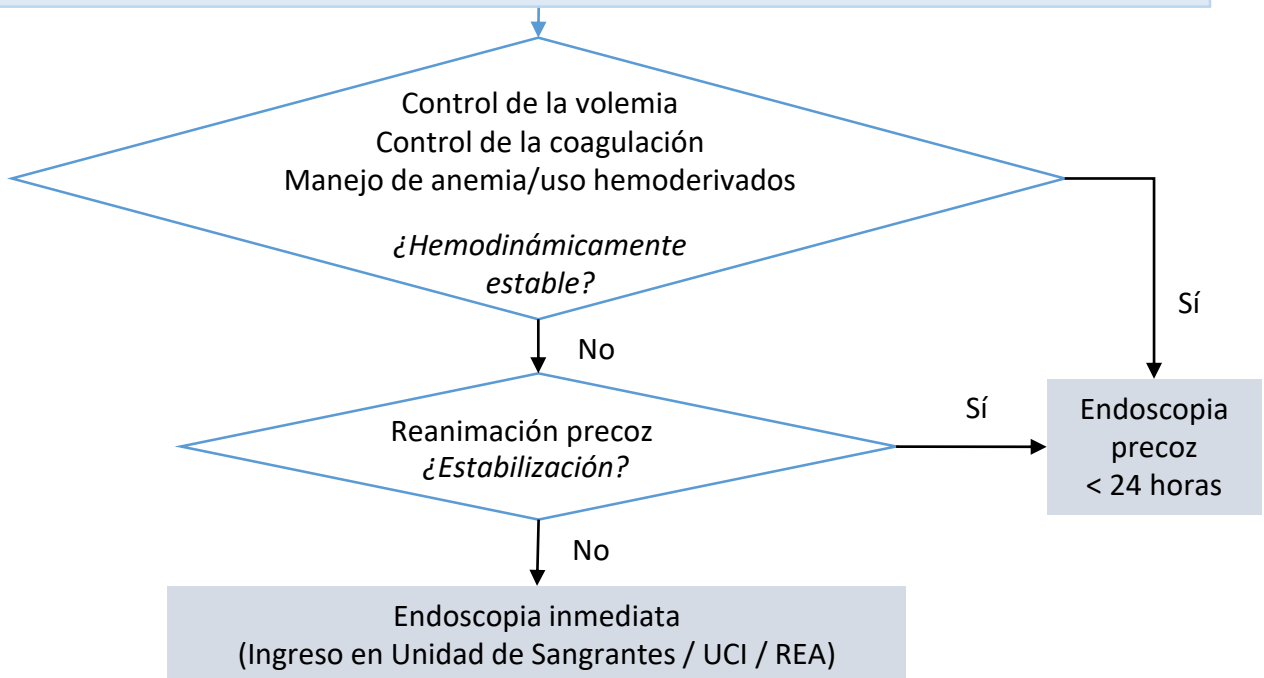 Control de la volemia
Control de la coagulación
Manejo de anemia/uso hemoderivados
¿Hemodinámicamente
estable?
Sí
No
Reanimación precoz
¿Estabilización?
Sí
Endoscopia
precoz
< 24 horas
No
Endoscopia inmediata
(Ingreso en Unidad de Sangrantes / UCI / REA)